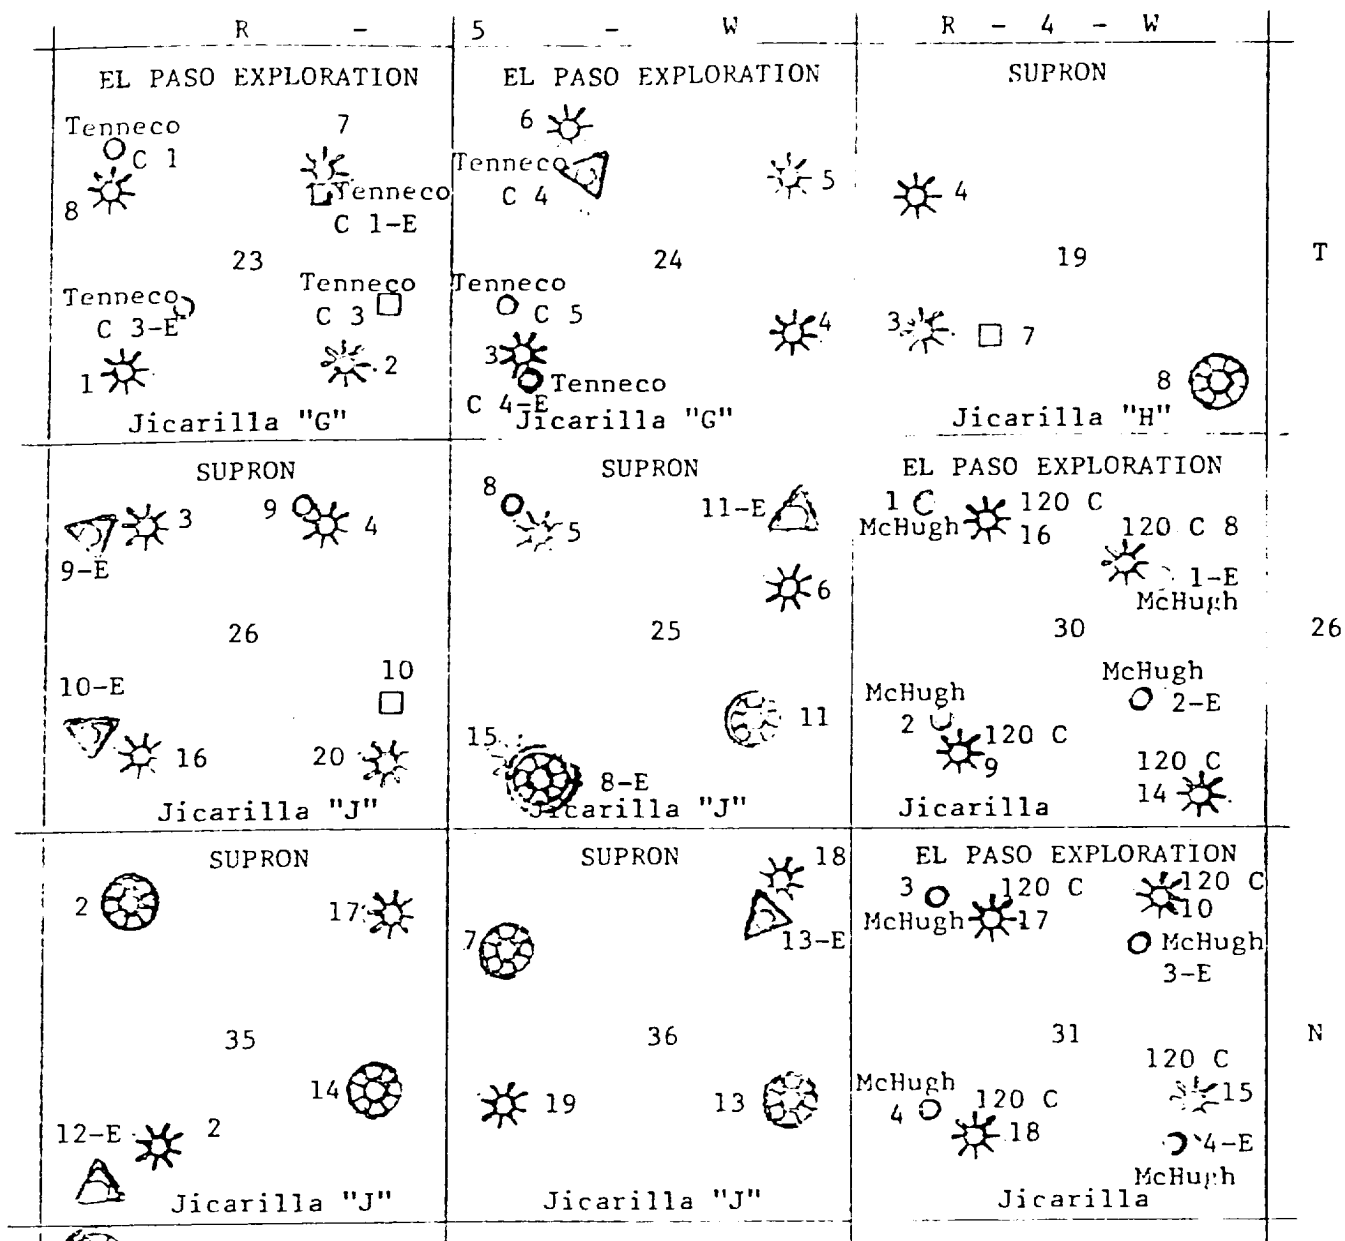 R - 5 - W R - 4 - W
EL PASO EXPLORATION
Tenneco
C 1
7
8
Tenneco
C 1-E
23
Tenneco
C 3-E
Tenneco
C 3
1
2
Jicarilla "G"
EL PASO EXPLORATION
6
Tenneco
C 4
5
24
Tenneco
C 5
3
4
Tenneco
C 4-E
Jicarilla "G"
SUPRON
4
19
3
7
8
Jicarilla "H"
T
SUPRON
3
9
4
9-E
26
10-E
10
16
20
Jicarilla "J"
SUPRON
8
5
11-E
6
25
11
15
8-E
Jicarilla "J"
EL PASO EXPLORATION
1
McHugh
120 C
16
120 C 8
1-E
McHugh
30
McHugh
2
McHugh
2-E
120 C
9
120 C
14
Jicarilla
26
SUPRON
2
17
35
14
12-E
2
Jicarilla "J"
SUPRON
18
7
13-E
36
19
13
Jicarilla "J"
EL PASO EXPLORATION
3
McHugh
120 C
17
120 C
10
McHugh
3-E
31
McHugh
4
120 C
18
120 C
15
4-E
McHugh
Jicarilla
N